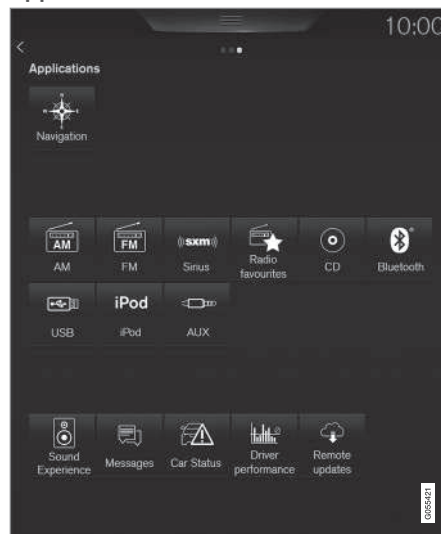 10:00
Applications
Navigation
AM FM ((sxm)) 
AM FM Sirius Radio favourites CD Bluetooth
iPod
USB iPod AUX
Sound Experience Messages Car Status Driver performance Remote updates
G055421